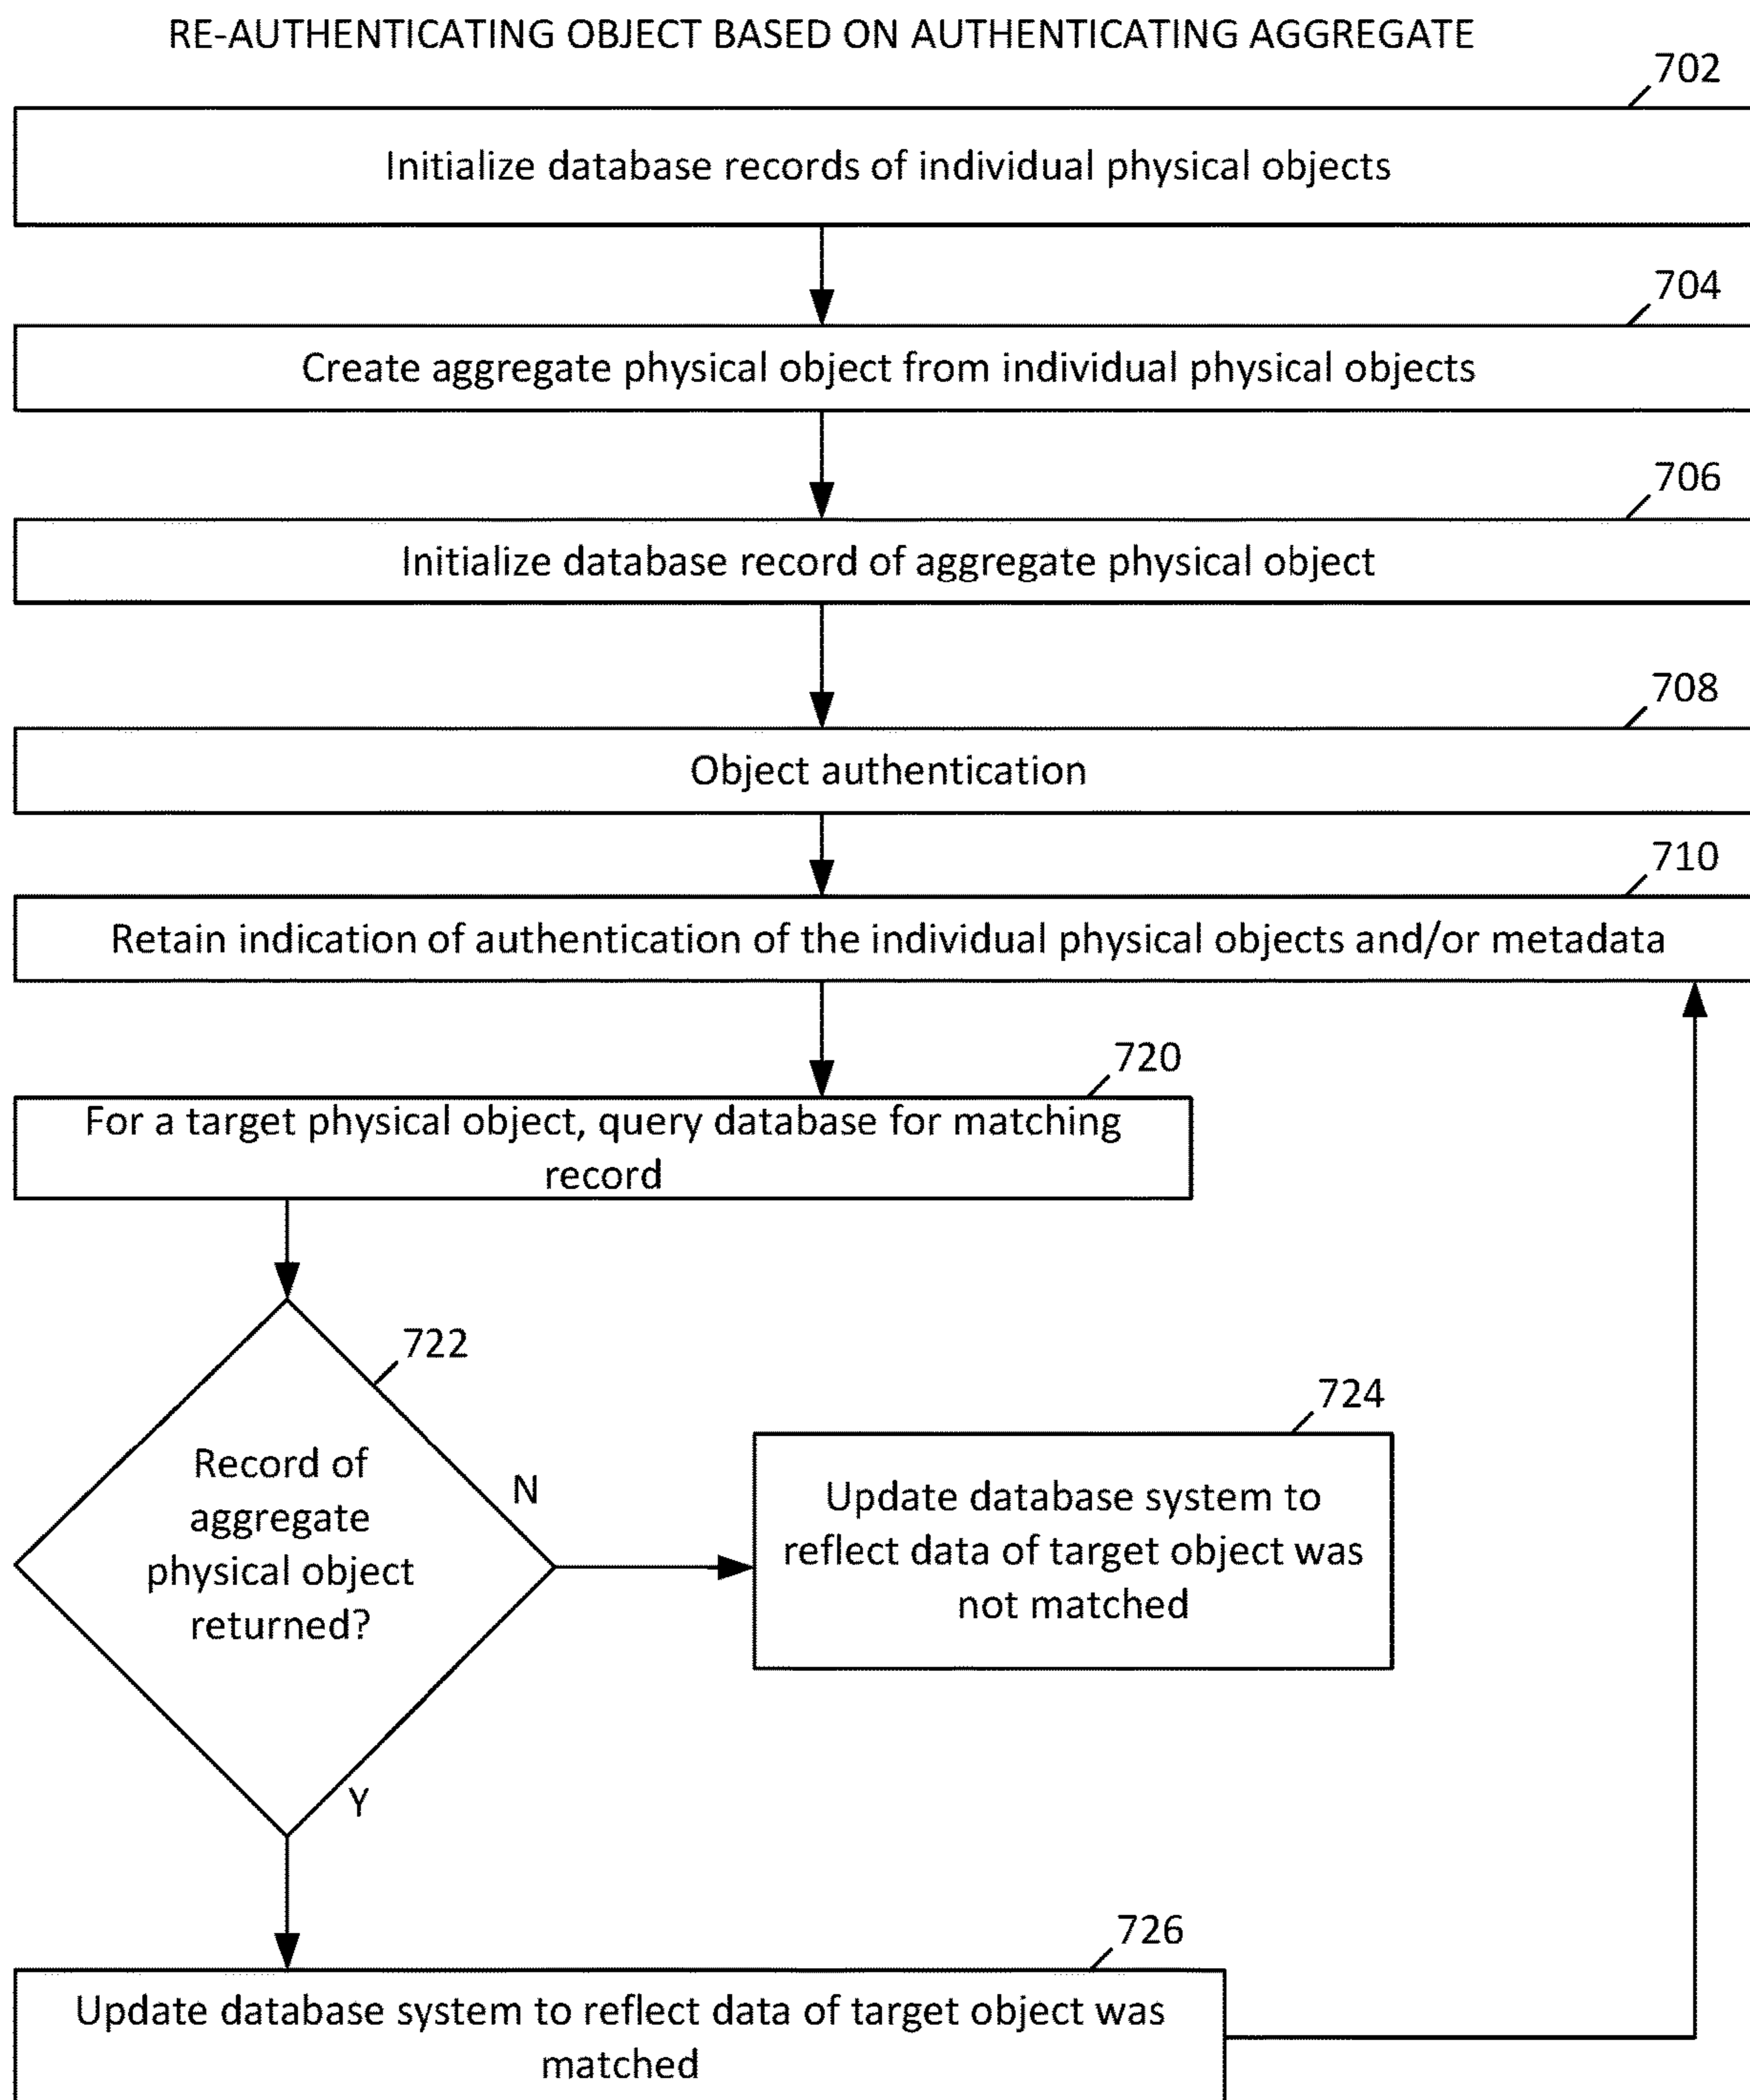 RE-AUTHENTICATING OBJECT BASED ON AUTHENTICATING AGGREGATE
702
Initialize database records of individual physical objects
704
Create aggregate physical object from individual physical objects
706
Initialize database record of aggregate physical object
708
Object authentication
710
Retain indication of authentication of the individual physical objects and/or metadata
720
For a target physical object, query database for matching
record
722
Record of
aggregate
physical object
returned?
N
724
Update database system to
reflect data of target object was
not matched
Y
726
Update database system to reflect data of target object was
matched